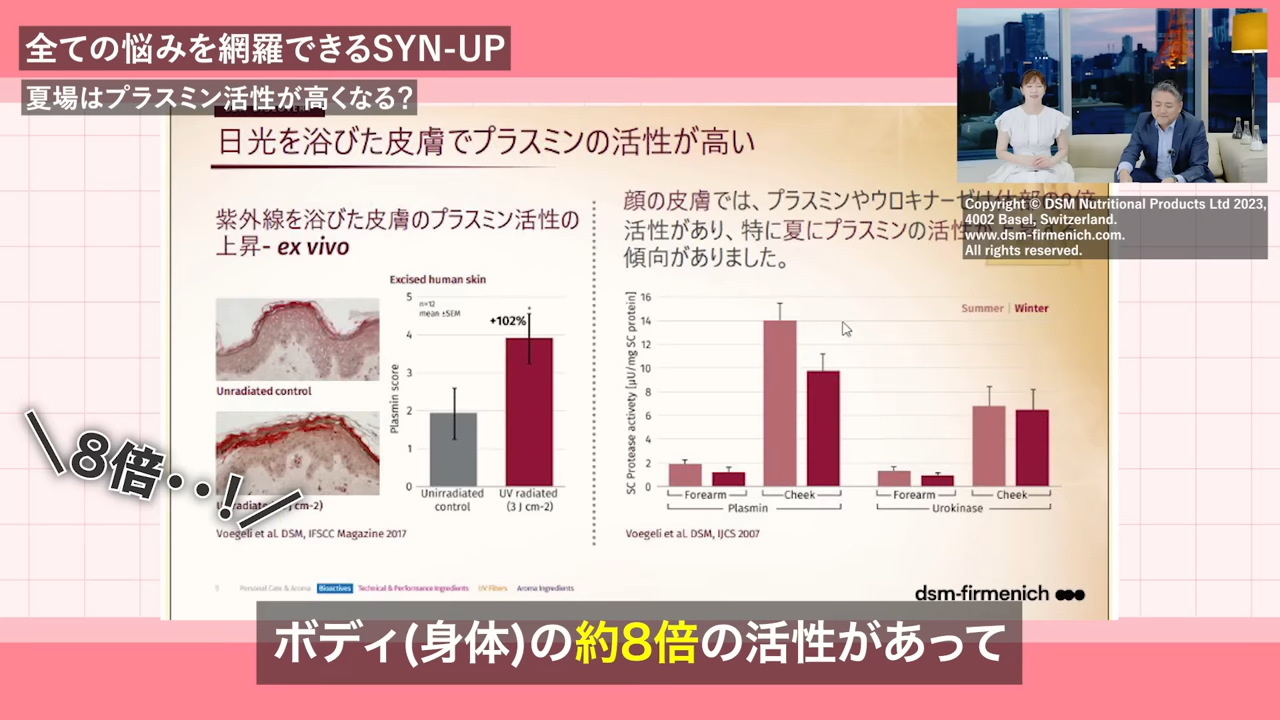 全ての悩みを網羅できるSYN-UP
夏場はプラスミン活性が高くなる?
日光を浴びた皮膚でプラスミンの活性が高い
紫外線を浴びた皮膚のプラスミン活性の
上昇- ex vivo
Excised human skin
n=12
mean ±SEM
+102%
*
Plasmin score
5
4
3
2
1
0
Unirradiated
control
UV radiated
(3 J cm-2)
Unradiated control
8倍・・!
cm-2)
Voegeli et al. DSM, IFSCC Magazine 2017
顔の皮膚では、プラスミンやウロキナー
活性があり、特に夏にプラスミンの活性
傾向がありました。
Copyright © DSM Nutritional Products Ltd 2023,
4002 Basel, Switzerland.
www.dsm-firmenich.com.
All rights reserved.
SC Protease activety [µU/mg SC protein]
16
14
12
10
8
6
4
2
0
Summer | Winter
Forearm
Cheek
Forearm
Cheek
Plasmin
Urokinase
Voegeli et al. DSM, IJCS 2007
Personal Care & Aroma Bioactives Technical & Performance Ingredients UV Filters Aroma Ingredients
dsm-firmenich
ボディ(身体)の約8倍の活性があって